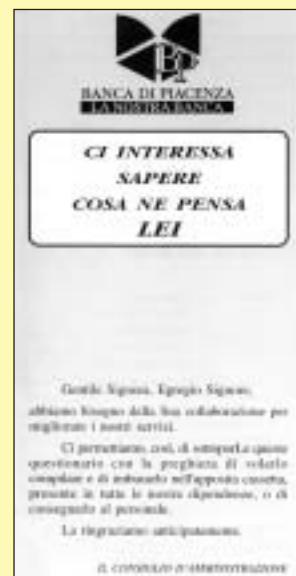 BP
BANCA DI PIACENZA
LA NOSTRA BANCA
CI INTERESSA
SAPERE
COSA NE PENSA
LEI
Gentile Signora, Egregio Signore,
abbiamo bisogno della Sua collaborazione per
migliorare i nostri servizi.
Ci permettiamo, così, di sottoporLe questo
questionario con la preghiera di volerlo
compilare e di imbucarlo nell'apposita cassetta,
presente in tutte le nostre dipendenze, o di
consegnarlo al personale.
La ringraziamo anticipatamente.
IL CONSIGLIO D'AMMINISTRAZIONE